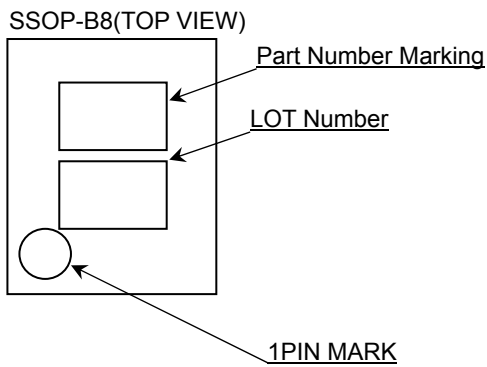 SSOP-B8(TOP VIEW)
Part Number Marking
LOT Number
1PIN MARK